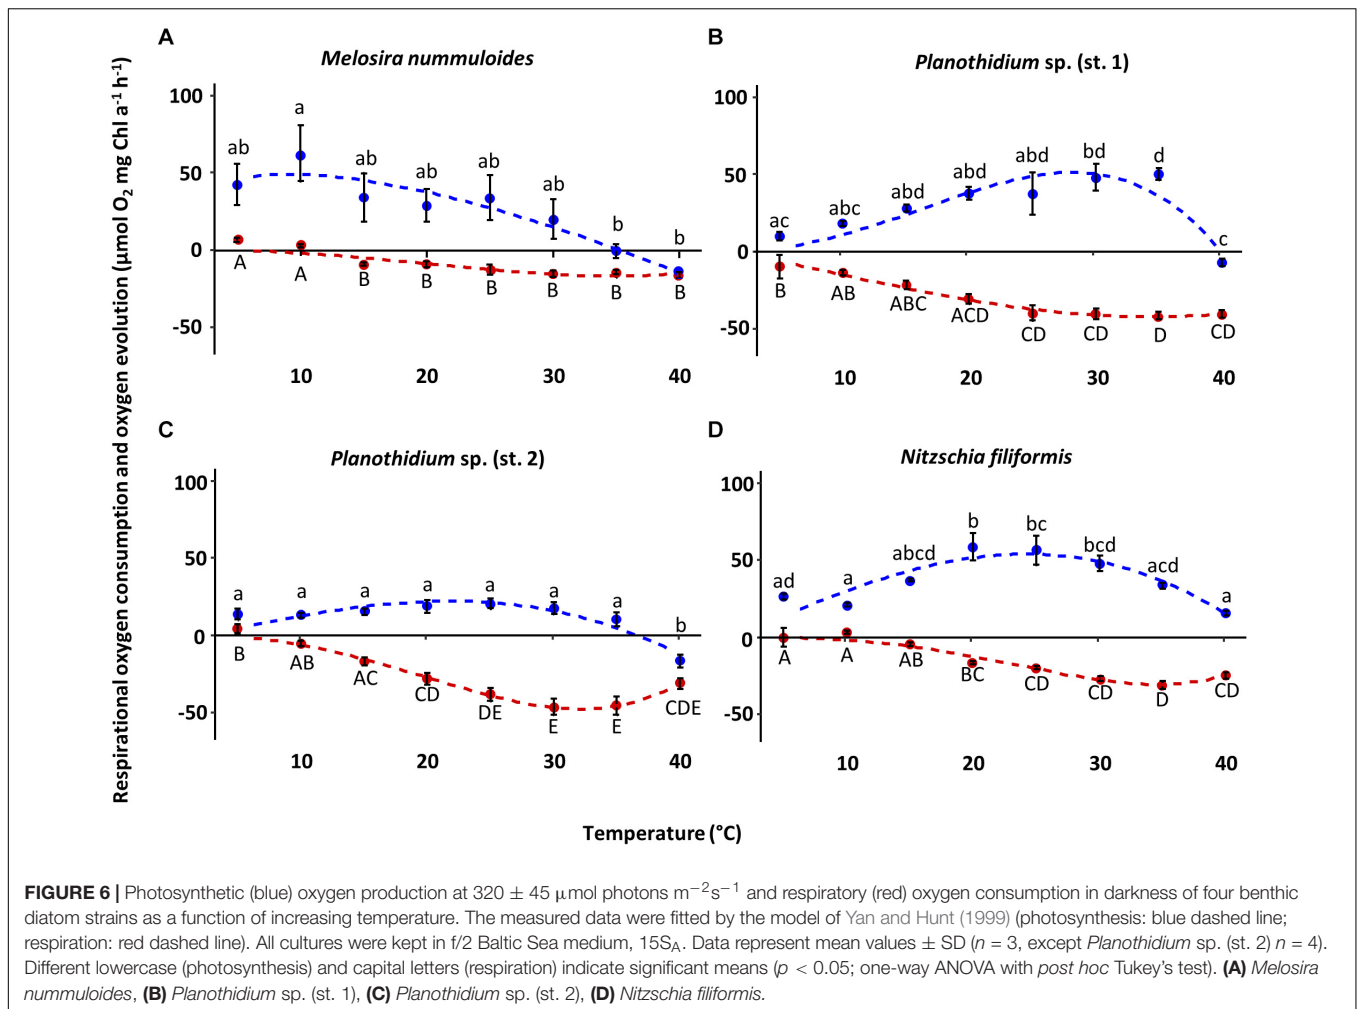 Respirational oxygen consumption and oxygen evolution (µmol O₂ mg Chl a⁻¹ h⁻¹)
A
Melosira nummuloides
100
50
0
-50
ab
a
ab
ab
ab
ab
b
b
A
A
B
B
B
B
B
B
10
20
30
40
B
Planothidium sp. (st. 1)
100
50
0
-50
ac
abc
abd
abd
abd
bd
d
c
B
AB
ABC
ACD
CD
CD
D
CD
10
20
30
40
C
Planothidium sp. (st. 2)
100
50
0
-50
a
a
a
a
a
a
a
b
B
AB
AC
CD
DE
E
E
CDE
10
20
30
40
D
Nitzschia filiformis
100
50
0
-50
ad
a
abcd
b
bc
bcd
acd
a
A
A
AB
BC
CD
CD
D
CD
10
20
30
40
Temperature (°C)
FIGURE 6 | Photosynthetic (blue) oxygen production at 320 ± 45 µmol photons m⁻²s⁻¹ and respiratory (red) oxygen consumption in darkness of four benthic
diatom strains as a function of increasing temperature. The measured data were fitted by the model of Yan and Hunt (1999) (photosynthesis: blue dashed line;
respiration: red dashed line). All cultures were kept in f/2 Baltic Sea medium, 15S_A. Data represent mean values ± SD (n = 3, except Planothidium sp. (st. 2) n = 4).
Different lowercase (photosynthesis) and capital letters (respiration) indicate significant means (p < 0.05; one-way ANOVA with post hoc Tukey's test). (A) Melosira
nummuloides, (B) Planothidium sp. (st. 1), (C) Planothidium sp. (st. 2), (D) Nitzschia filiformis.